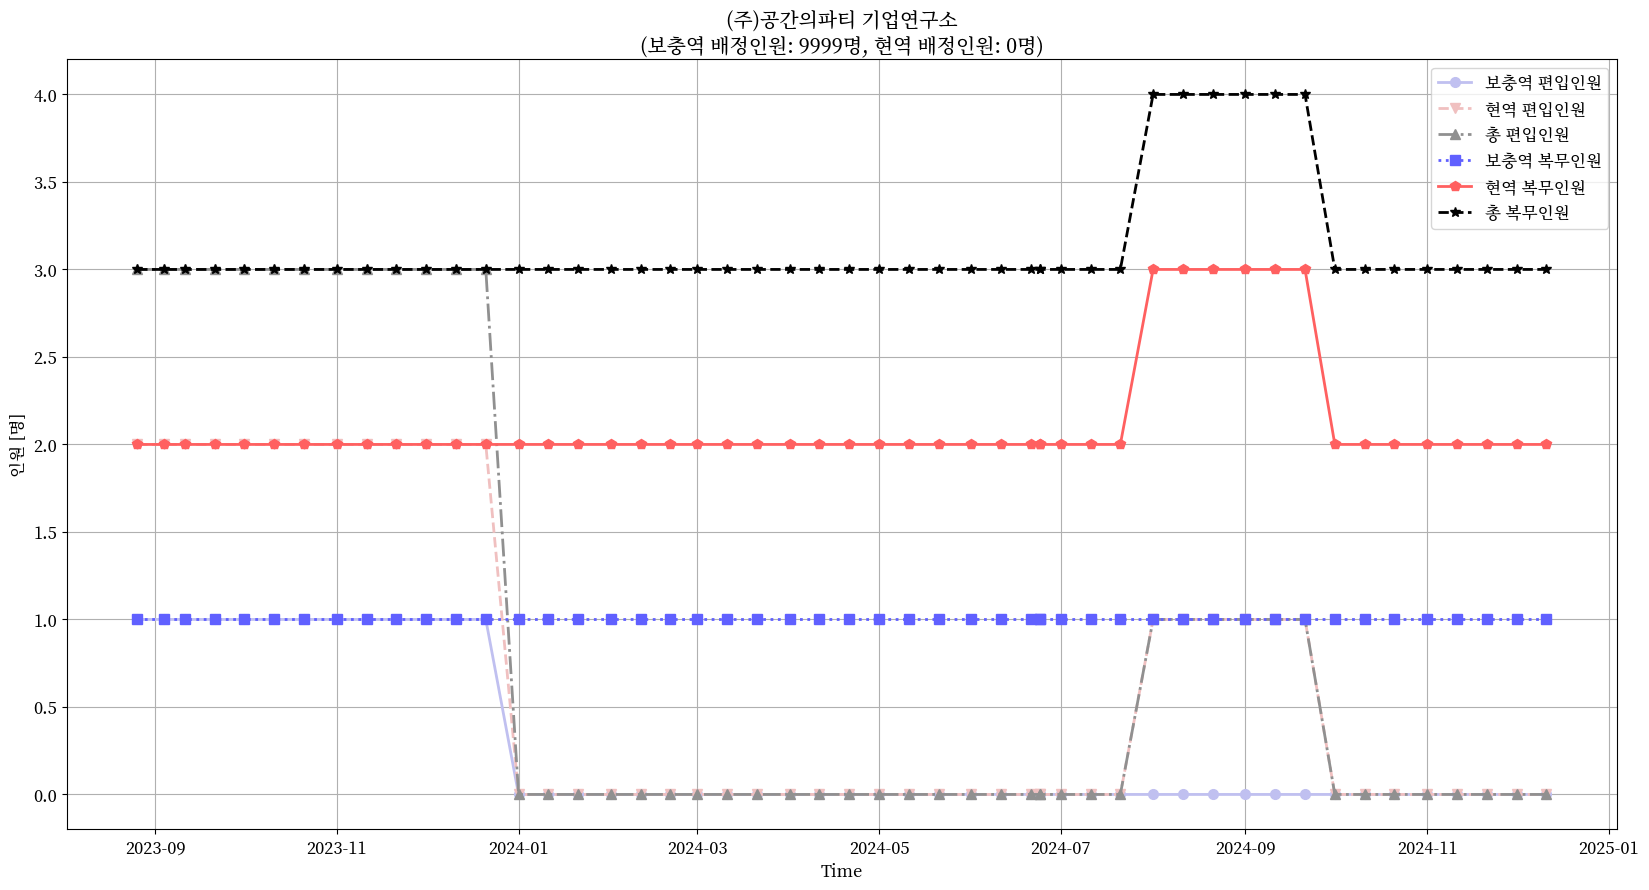 (주)공간의파티 기업연구소
(보충역 배정인원: 9999명, 현역 배정인원: 0명)
보충역 편입인원
현역 편입인원
총 편입인원
보충역 복무인원
현역 복무인원
총 복무인원
인원 [명]
4.0
3.5
3.0
2.5
2.0
1.5
1.0
0.5
0.0
2023-09 2023-11 2024-01 2024-03 2024-05 2024-07 2024-09 2024-11 2025-01
Time